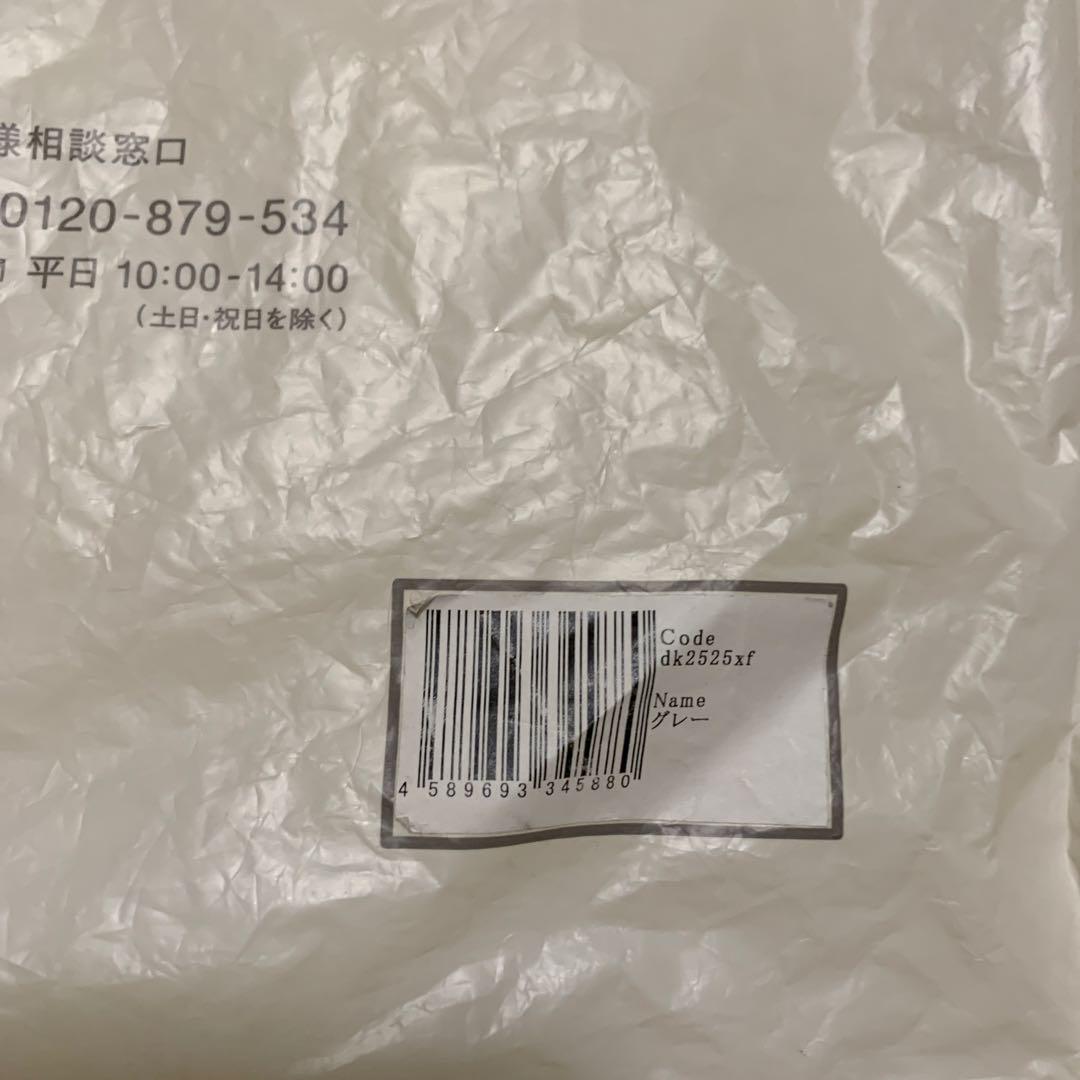 様相談窓口
0120-879-534
平日 10:00-14:00
(土日・祝日を除く)
Code
dk2525xf
Name
グレー
4 589693 345880